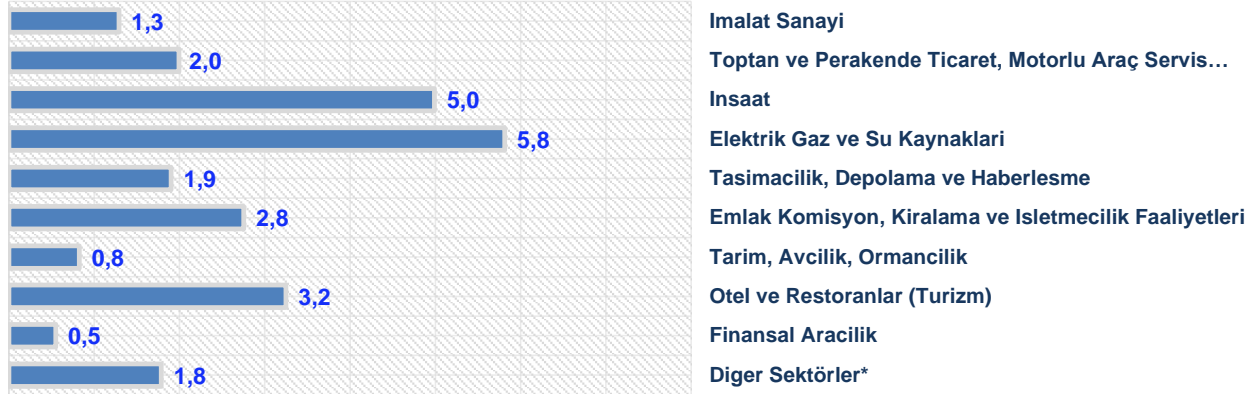 1,3 Imalat Sanayi
2,0 Toptan ve Perakende Ticaret, Motorlu Araç Servis…
5,0 Insaat
5,8 Elektrik Gaz ve Su Kaynaklari
1,9 Tasimacilik, Depolama ve Haberlesme
2,8 Emlak Komisyon, Kiralama ve Isletmecilik Faaliyetleri
0,8 Tarim, Avcilik, Ormancilik
3,2 Otel ve Restoranlar (Turizm)
0,5 Finansal Aracilik
1,8 Diger Sektörler*